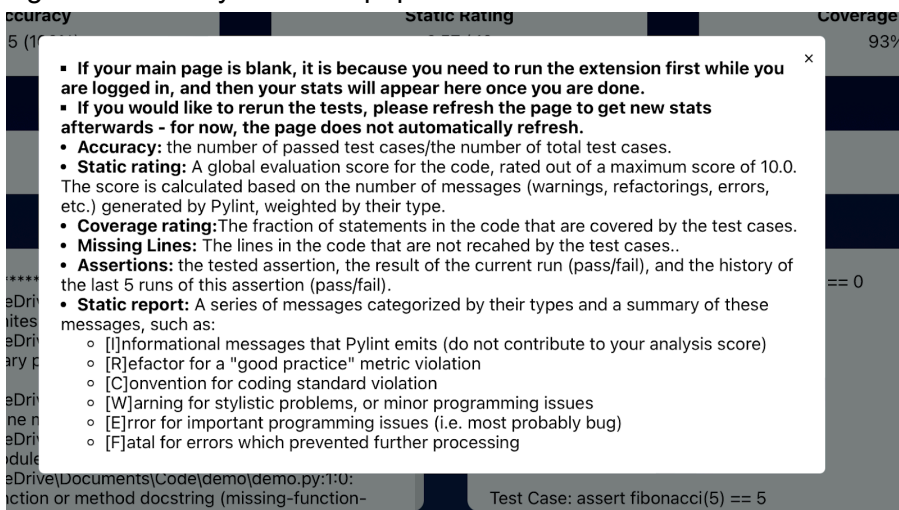 Static Rating
Coverage
93%
×
▪ If your main page is blank, it is because you need to run the extension first while you
are logged in, and then your stats will appear here once you are done.
▪ If you would like to rerun the tests, please refresh the page to get new stats
afterwards - for now, the page does not automatically refresh.
• Accuracy: the number of passed test cases/the number of total test cases.
• Static rating: A global evaluation score for the code, rated out of a maximum score of 10.0.
The score is calculated based on the number of messages (warnings, refactorings, errors,
etc.) generated by Pylint, weighted by their type.
• Coverage rating:The fraction of statements in the code that are covered by the test cases.
• Missing Lines: The lines in the code that are not recahed by the test cases..
• Assertions: the tested assertion, the result of the current run (pass/fail), and the history of
the last 5 runs of this assertion (pass/fail).
• Static report: A series of messages categorized by their types and a summary of these
messages, such as:
◦ [I]nformational messages that Pylint emits (do not contribute to your analysis score)
◦ [R]efactor for a "good practice" metric violation
◦ [C]onvention for coding standard violation
◦ [W]arning for stylistic problems, or minor programming issues
◦ [E]rror for important programming issues (i.e. most probably bug)
◦ [F]atal for errors which prevented further processing
== 0
eDrive\Documents\Code\demo\demo.py:1:0:
nction or method docstring (missing-function-
Test Case: assert fibonacci(5) == 5